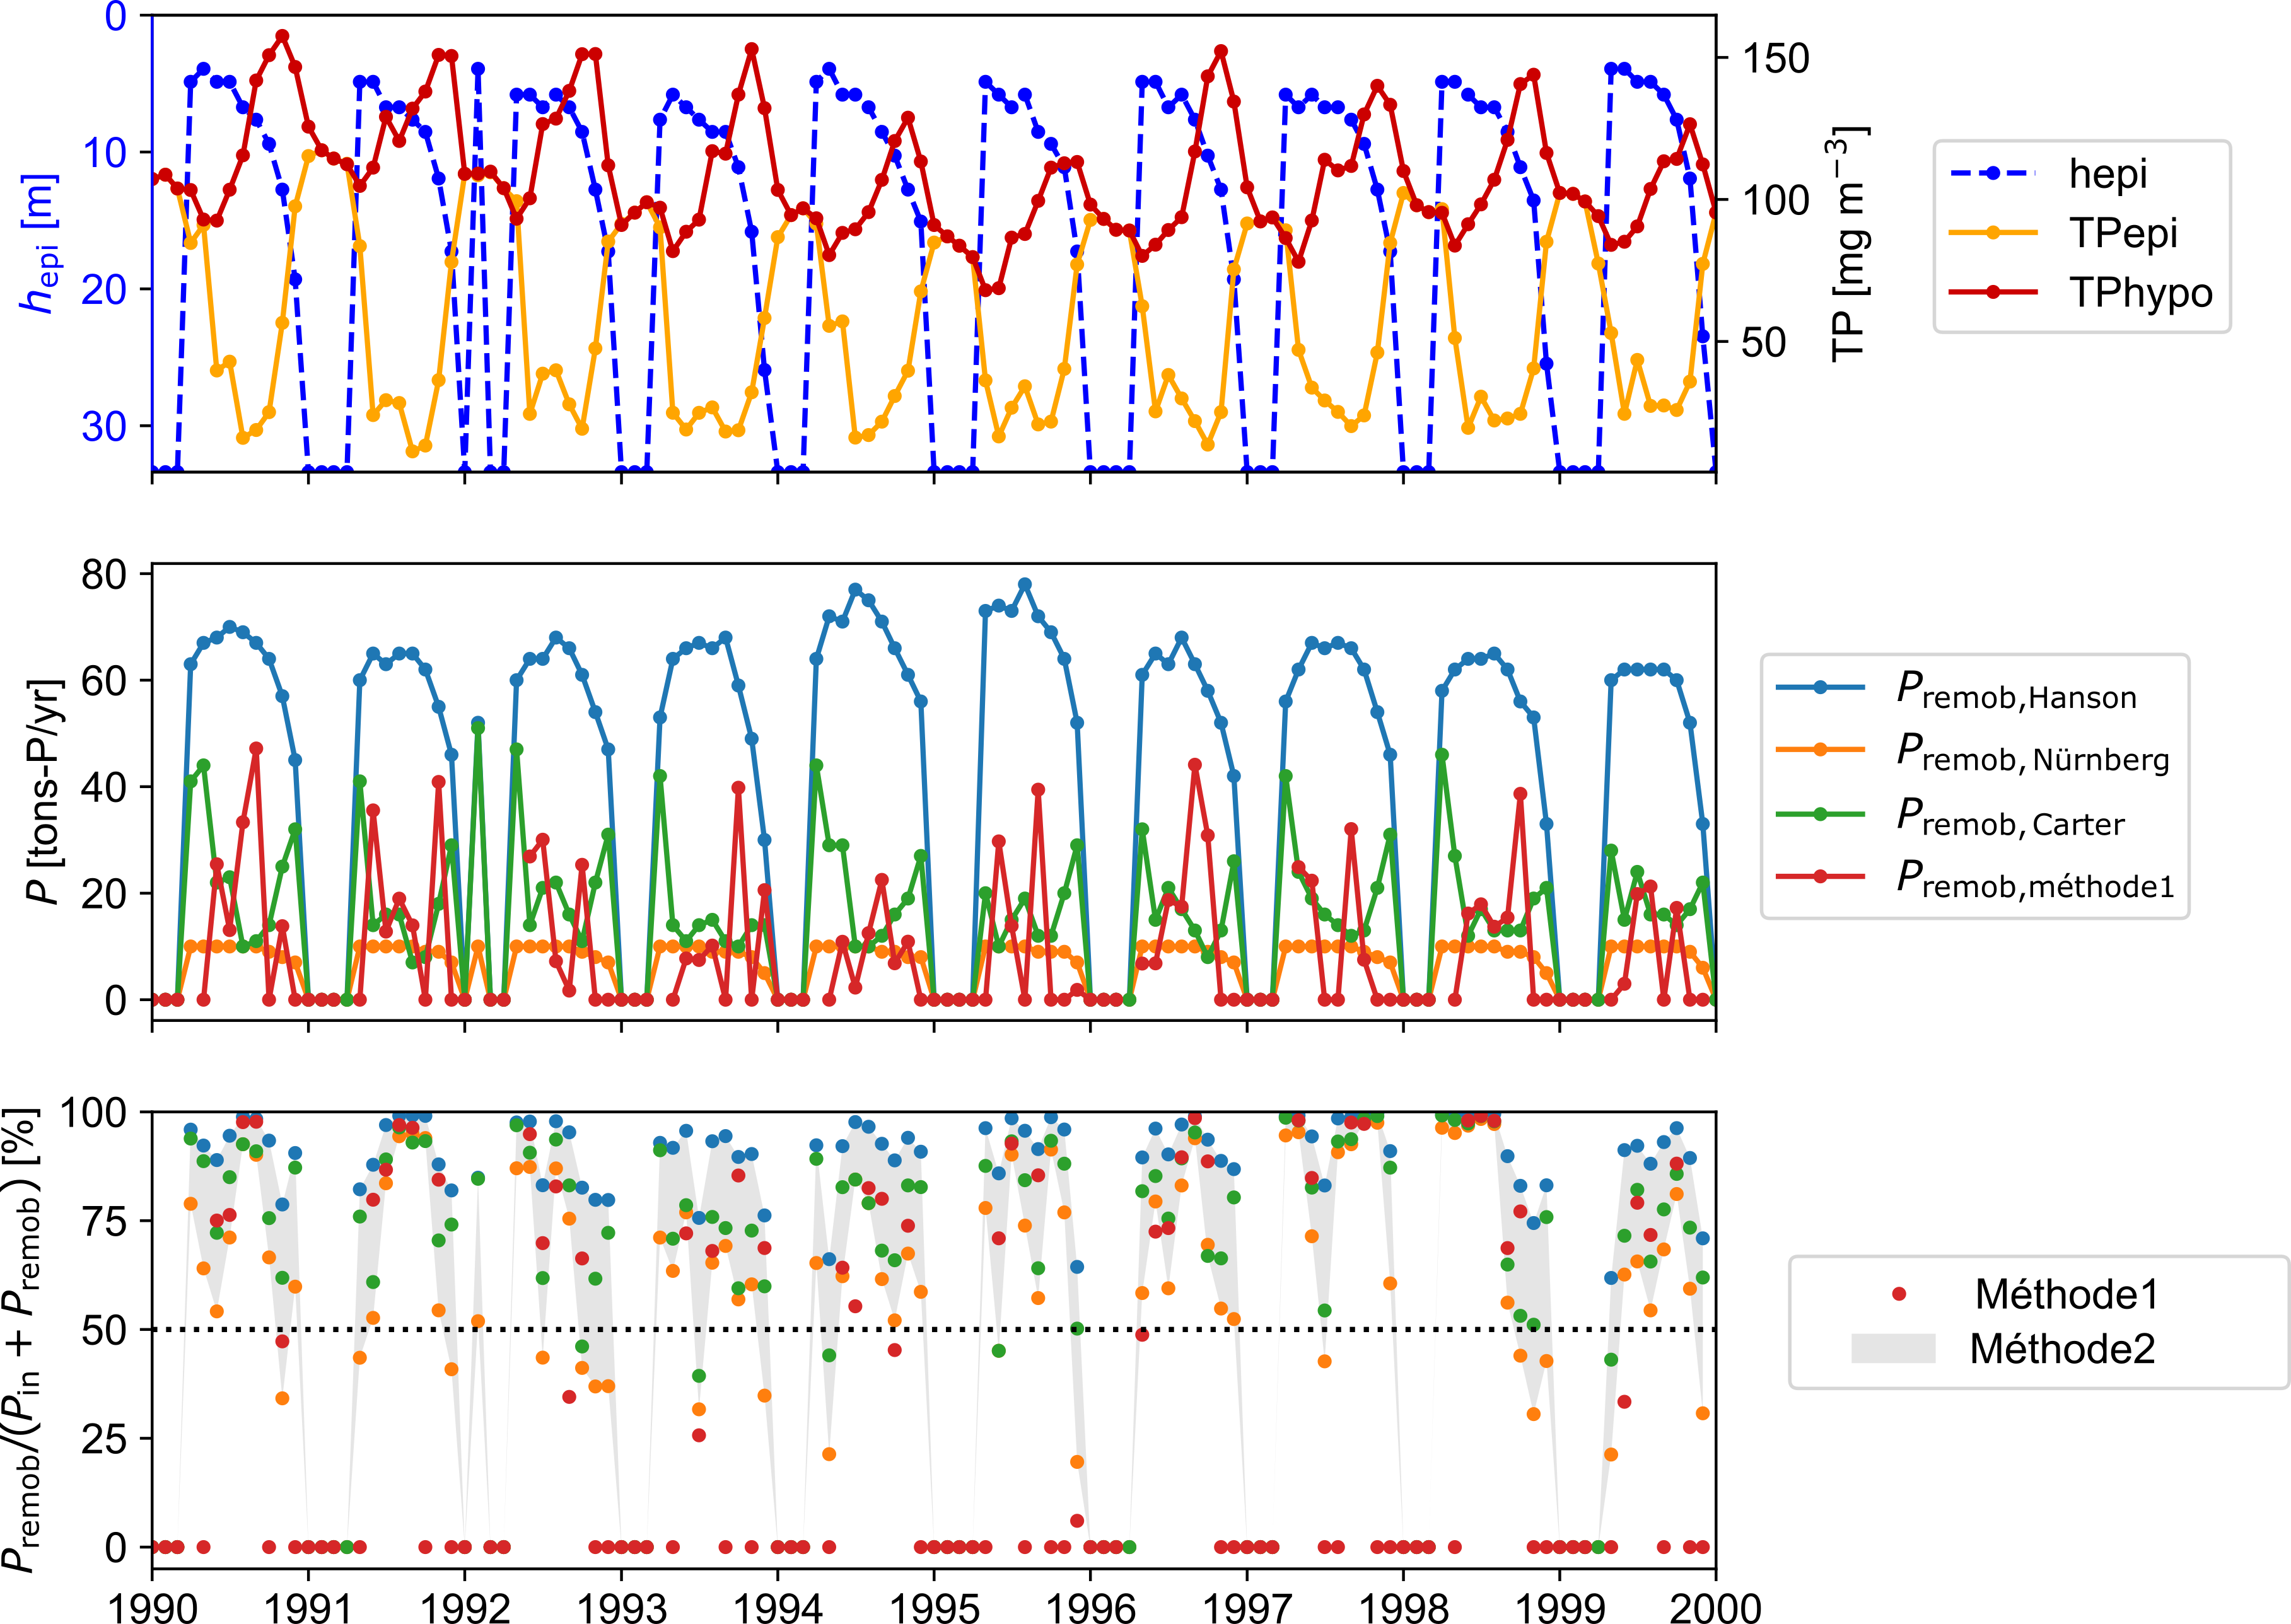 0
10
20
30
h_epi [m]
150
100
50
TP [mg m⁻³]
hepi
TPepi
TPhypo
80
60
40
20
0
P [tons-P/yr]
P_remob,Hanson
P_remob,Nürnberg
P_remob,Carter
P_remob,méthode1
100
75
50
25
0
P_remob/(P_in + P_remob) [%]
Méthode1
Méthode2
1990 1991 1992 1993 1994 1995 1996 1997 1998 1999 2000